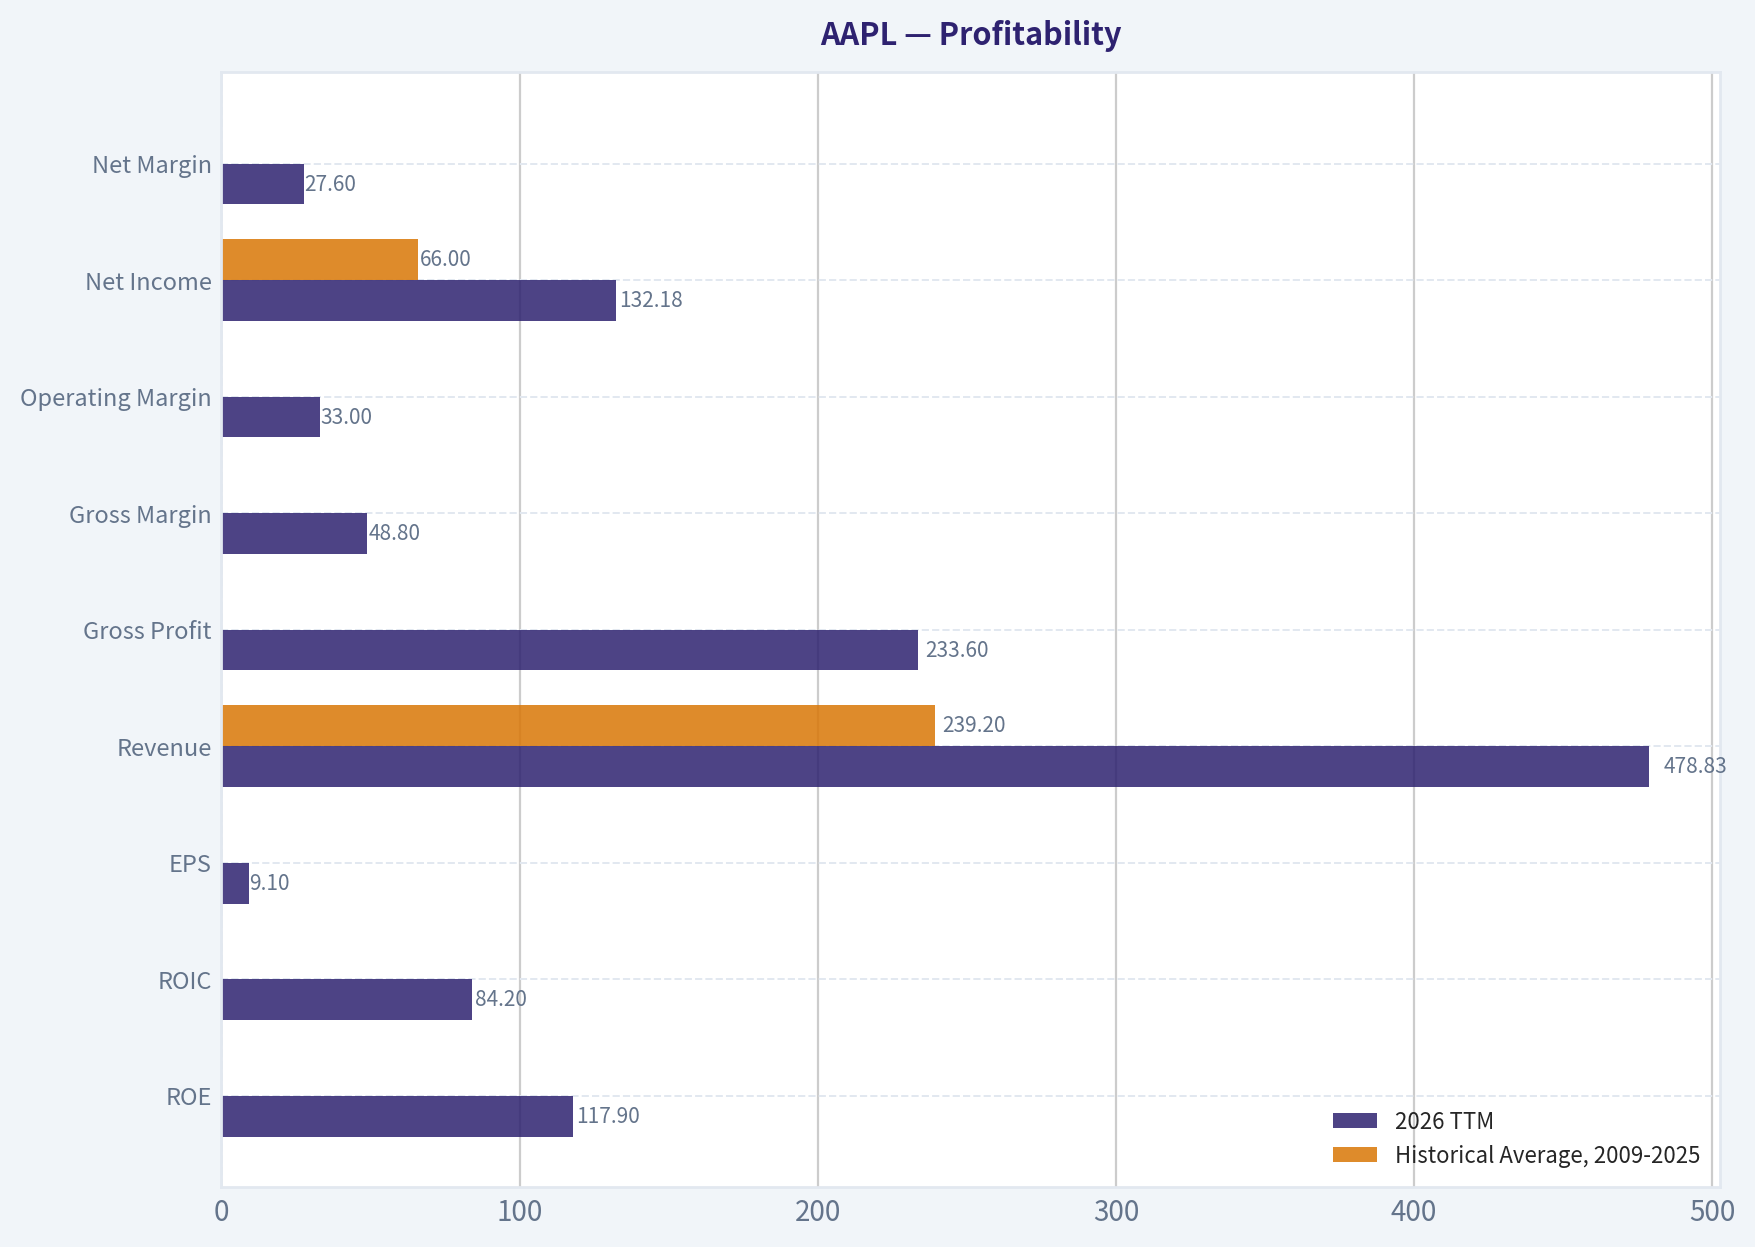 AAPL — Profitability
Net Margin
27.60
66.00
Net Income
132.18
Operating Margin
33.00
Gross Margin
48.80
Gross Profit
233.60
239.20
Revenue
478.83
EPS
9.10
ROIC
84.20
ROE
117.90
2026 TTM
Historical Average, 2009-2025
0 100 200 300 400 500